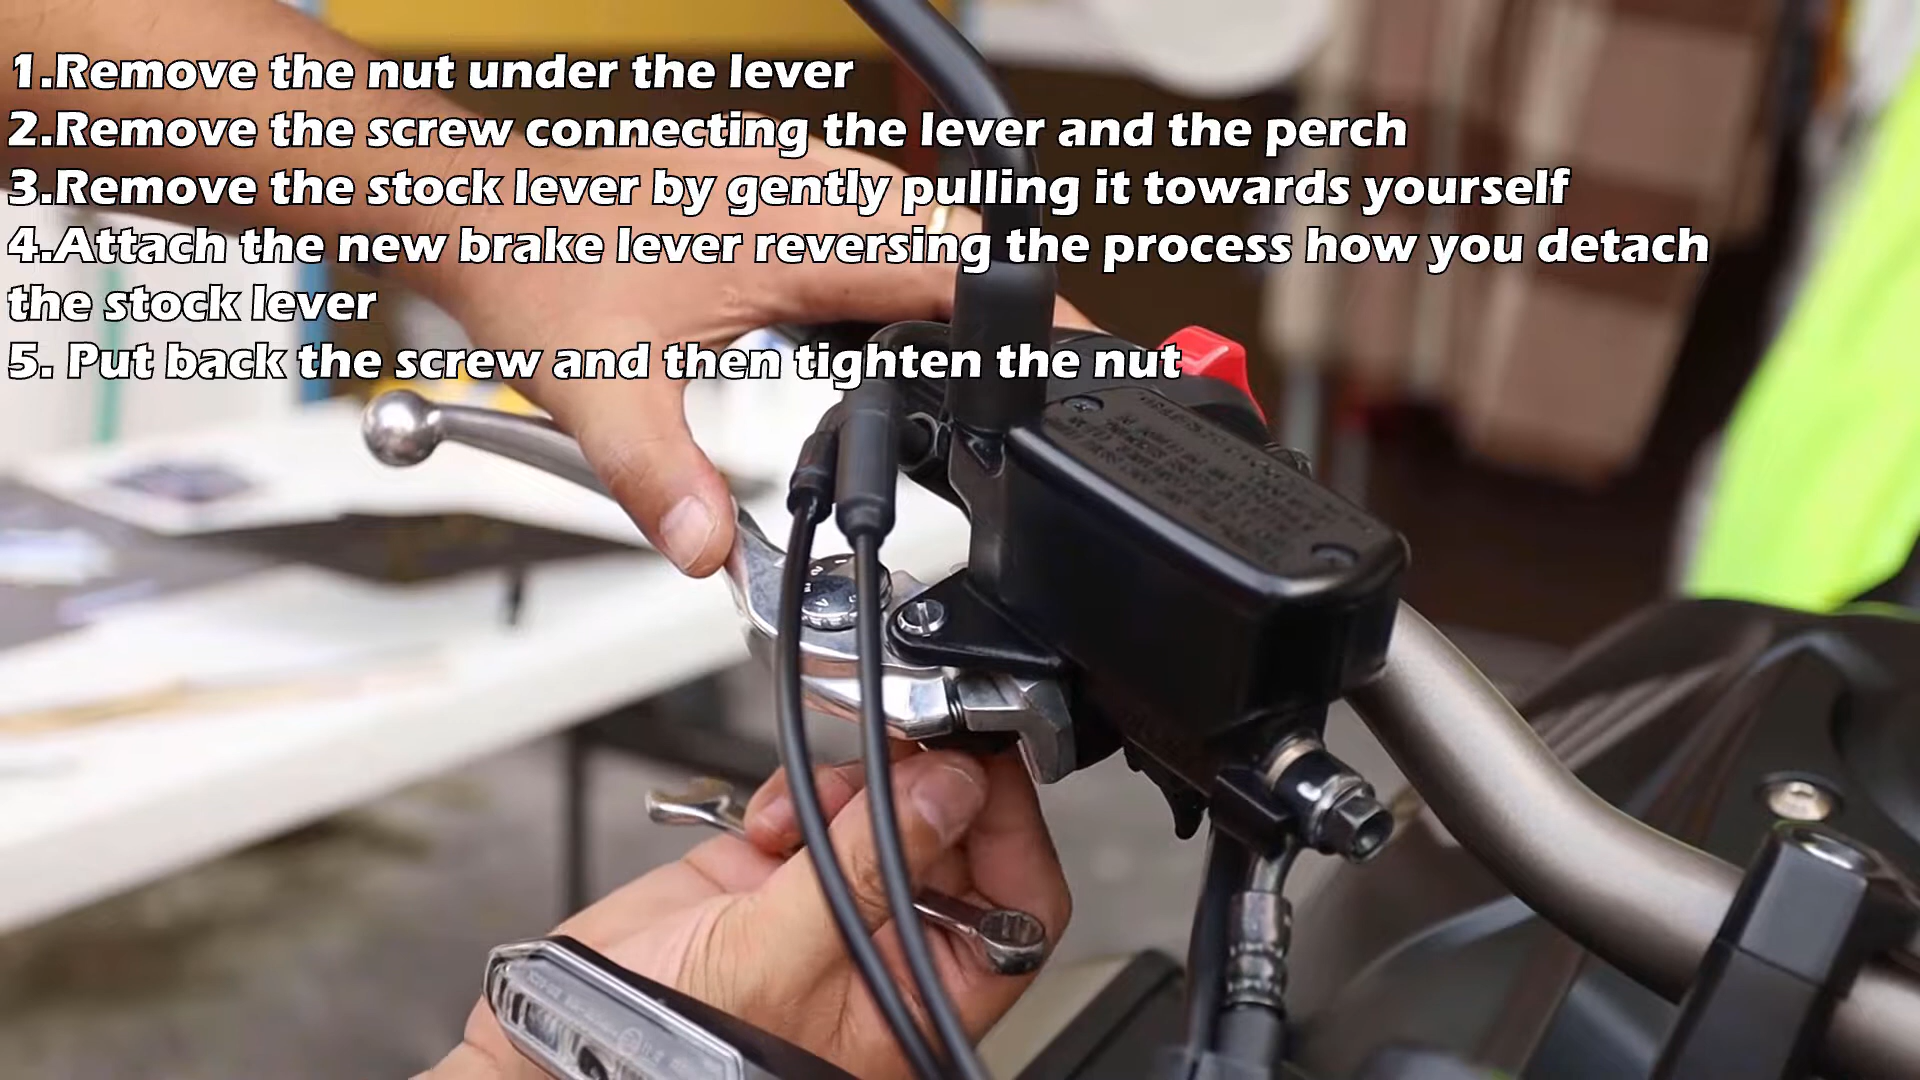 1.Remove the nut under the lever
2.Remove the screw connecting the lever and the perch
3.Remove the stock lever by gently pulling it towards yourself
4.Attach the new brake lever reversing the process how you detach
the stock lever
5. Put back the screw and then tighten the nut